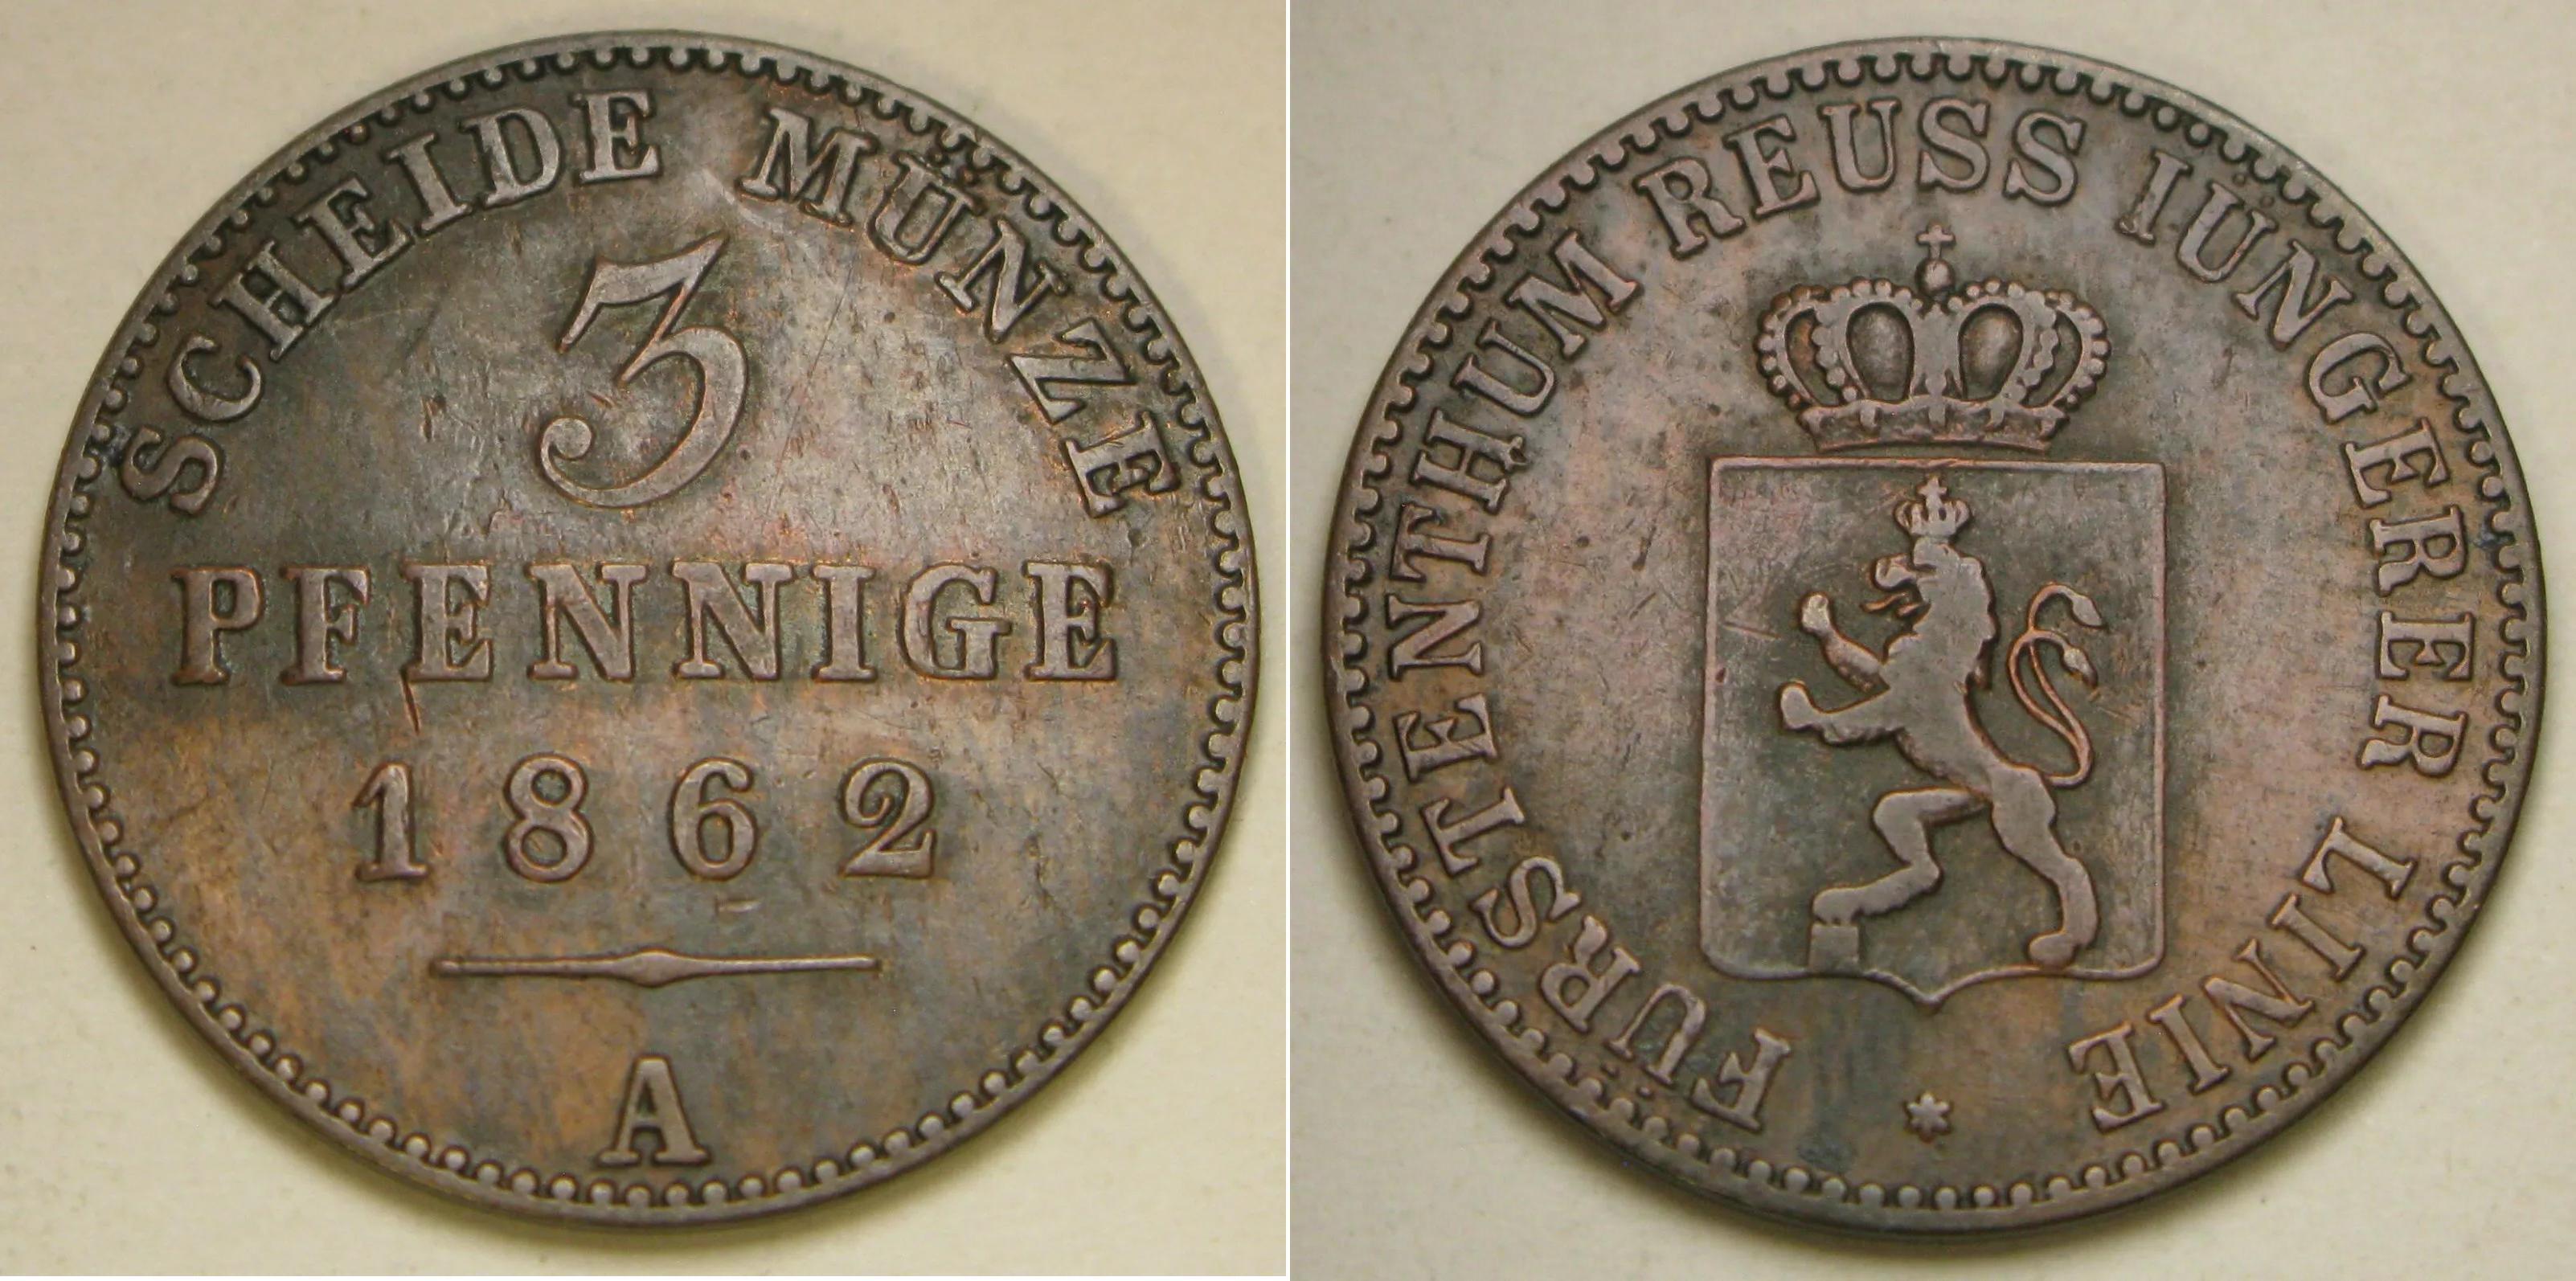 SCHEIDE MÜNZE
3
PFENNIGE
1862
A
FÜRSTENTHUM REUSS IÜNGERER LINIE